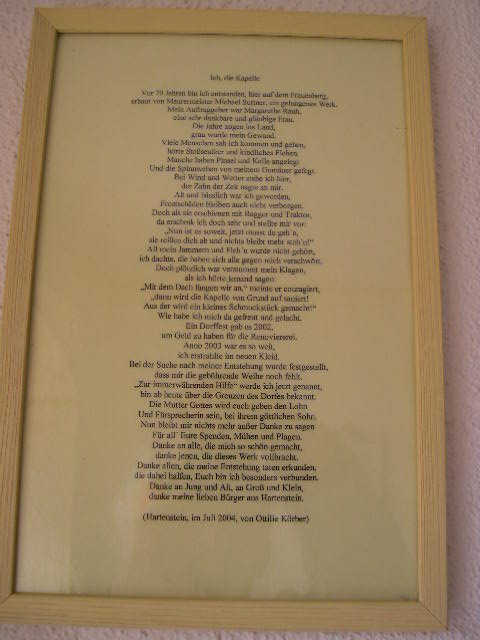 Ich, die Kapelle
Vor 70 Jahren bin ich entstanden, hier auf dem Frauenberg,
erbaut von Maurermeister Michael Suttner, ein gelungenes Werk.
Mein Auftraggeber war Margarethe Raum,
eine sehr dankbare und gläubige Frau.
Die Jahre zogen ins Land,
grau wurde mein Gewand.
Viele Menschen sah ich kommen und gehen,
hörte Stoßseufzer und kindliches Flehen.
Manche haben Pinsel und Kelle angelegt
Und die Spinnweben von meinem Gemäuer gefegt.
Bei Wind und Wetter stehe ich hier,
der Zahn der Zeit nagte an mir.
Alt und hässlich war ich geworden,
Frostschäden bleiben auch nicht verborgen.
Doch als sie erschienen mit Bagger und Traktor,
da erschrak ich doch sehr und stellte mir vor:
„Nun ist es soweit, jetzt musst du geh'n,
sie reißen dich ab und nichts bleibt mehr steh'n!"
All mein Jammern und Fleh'n wurde nicht gehört,
ich dachte, die haben sich alle gegen mich verschwört.
Doch plötzlich war verstummt mein Klagen,
als ich hörte jemand sagen:
„Mit dem Dach fangen wir an," meinte er couragiert,
„dann wird die Kapelle von Grund auf saniert!
Aus der wird ein kleines Schmuckstück gemacht!"
Wie habe ich mich da gefreut und gelacht.
Ein Dorffest gab es 2002,
um Geld zu haben für die Renoviererei.
Anno 2003 war es so weit,
ich erstrahlte im neuen Kleid.
Bei der Suche nach meiner Entstehung wurde festgestellt,
dass mir die gebührende Weihe noch fehlt.
„Zur immerwährenden Hilfe" werde ich jetzt genannt,
bin ab heute über die Grenzen des Dorfes bekannt.
Die Mutter Gottes wird euch geben den Lohn
Und Fürsprecherin sein, bei ihrem göttlichen Sohn.
Nun bleibt mir nichts mehr außer Danke zu sagen
Für all' Eure Spenden, Mühen und Plagen.
Danke an alle, die mich so schön gemacht,
danke jenen, die dieses Werk vollbracht.
Danke allen, die meine Entstehung taten erkunden,
die dabei halfen, Euch bin ich besonders verbunden.
Danke an Jung und Alt, an Groß und Klein,
danke meine lieben Bürger aus Hartenstein.
(Hartenstein, im Juli 2004, von Ottilie Körber)